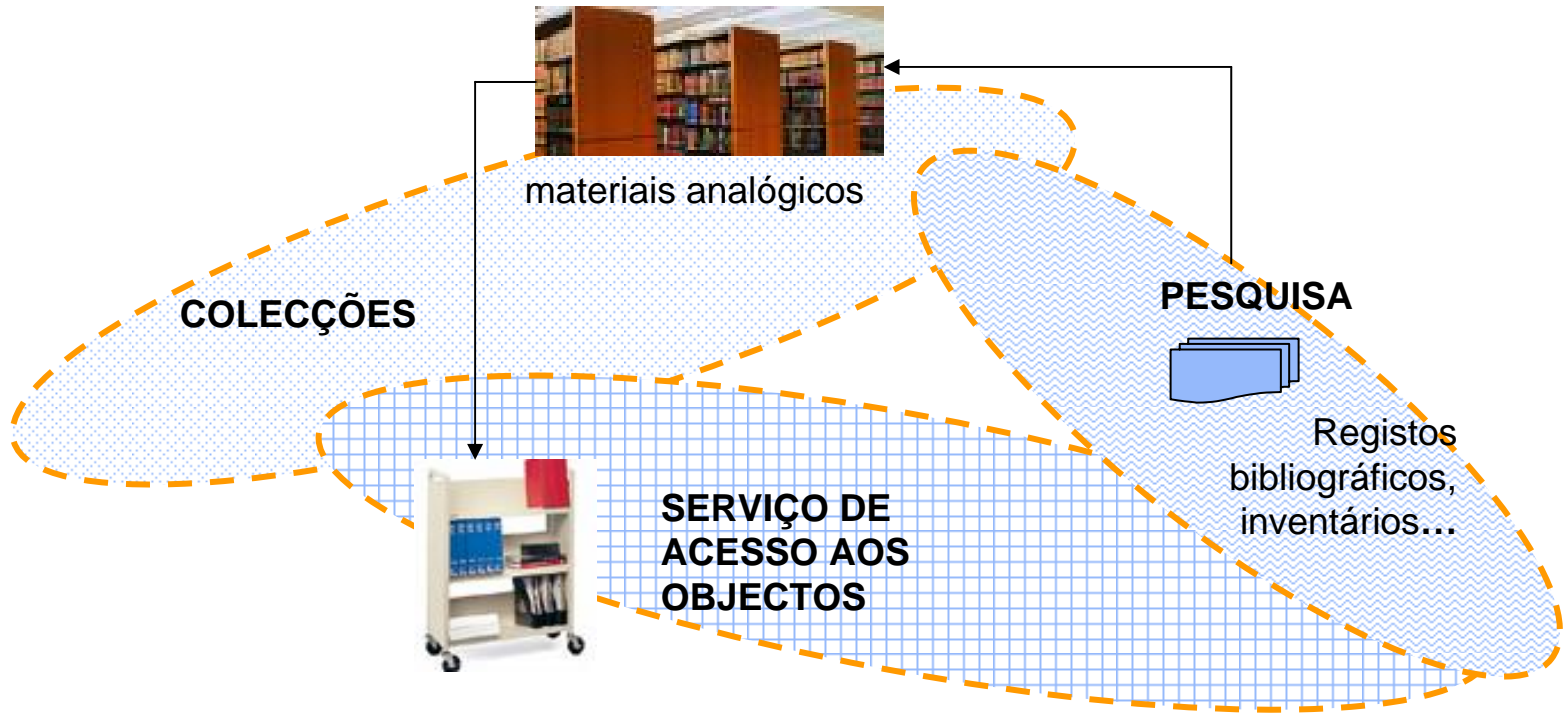 materiais analógicos
COLECÇÕES
PESQUISA
Registos
bibliográficos,
inventários...
SERVIÇO DE
ACESSO AOS
OBJECTOS